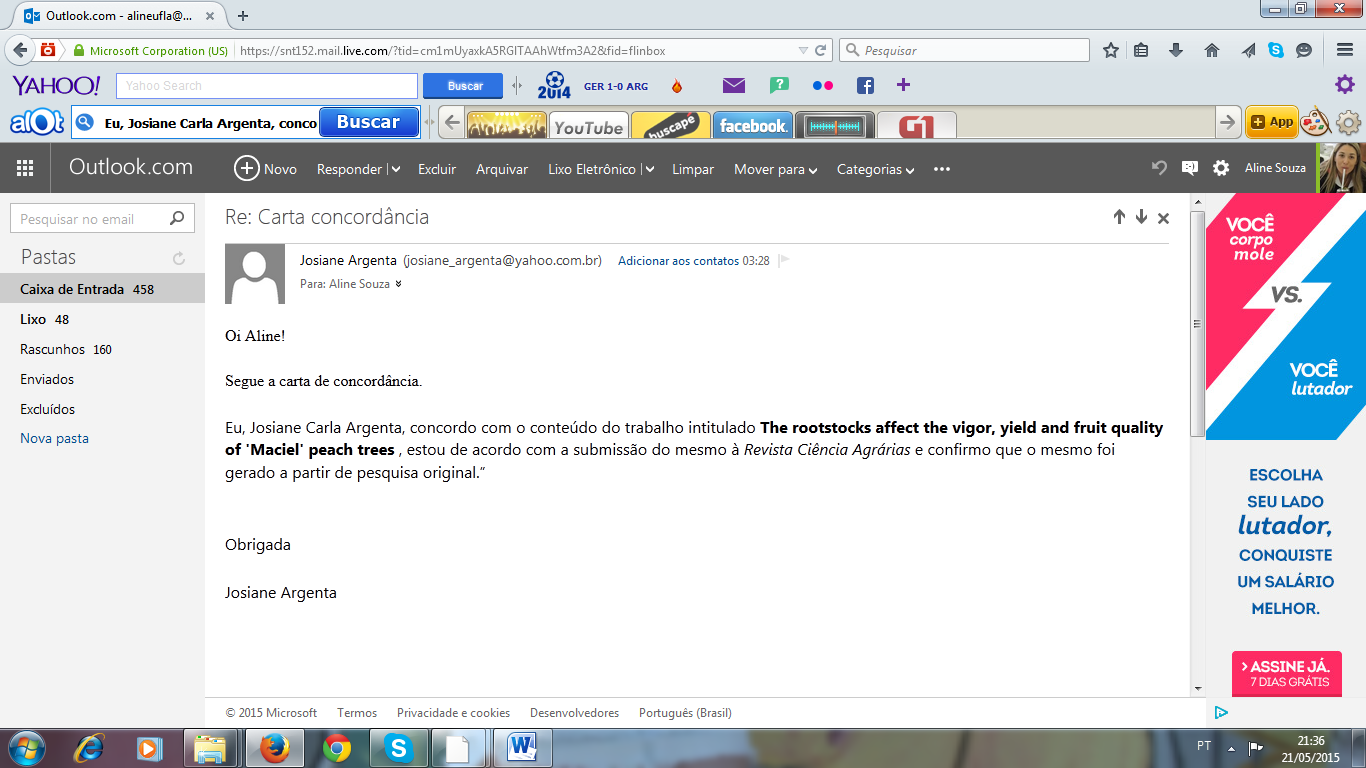 Outlook.com - alineufla@...
Microsoft Corporation (US)
https://snt152.mail.live.com/?tid=cm1mUyaxkA5RGITAAhWtfm3A2&fid=flinbox
Pesquisar
YAHOO!
Yahoo Search
Buscar
2014
GER 1-0 ARG
alOt
Eu, Josiane Carla Argenta, conco
Buscar
YouTube
buscape
facebook.
G1
App
Outlook.com
Novo
Responder
Excluir
Arquivar
Lixo Eletrônico
Limpar
Mover para
Categorias
Aline Souza
Pesquisar no email
Pastas
Caixa de Entrada 458
Lixo 48
Rascunhos 160
Enviados
Excluídos
Nova pasta
Re: Carta concordância
Josiane Argenta (josiane_argenta@yahoo.com.br) Adicionar aos contatos 03:28
Para: Aline Souza
Oi Aline!
Segue a carta de concordância.
Eu, Josiane Carla Argenta, concordo com o conteúdo do trabalho intitulado The rootstocks affect the vigor, yield and fruit quality
of 'Maciel' peach trees , estou de acordo com a submissão do mesmo à Revista Ciência Agrárias e confirmo que o mesmo foi
gerado a partir de pesquisa original.“
Obrigada
Josiane Argenta
VOCÊ
corpo
mole
VS.
VOCÊ
lutador
ESCOLHA
SEU LADO
lutador,
CONQUISTE
UM SALÁRIO
MELHOR.
> ASSINE JÁ.
7 DIAS GRÁTIS
© 2015 Microsoft
Termos
Privacidade e cookies
Desenvolvedores
Português (Brasil)
PT
21:36
21/05/2015